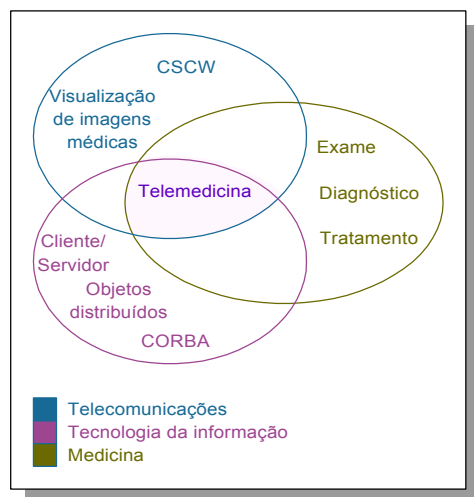 CSCW
Visualização
de imagens
médicas
Exame
Telemedicina
Diagnóstico
Tratamento
Cliente/
Servidor
Objetos
distribuídos
CORBA
Telecomunicações
Tecnologia da informação
Medicina